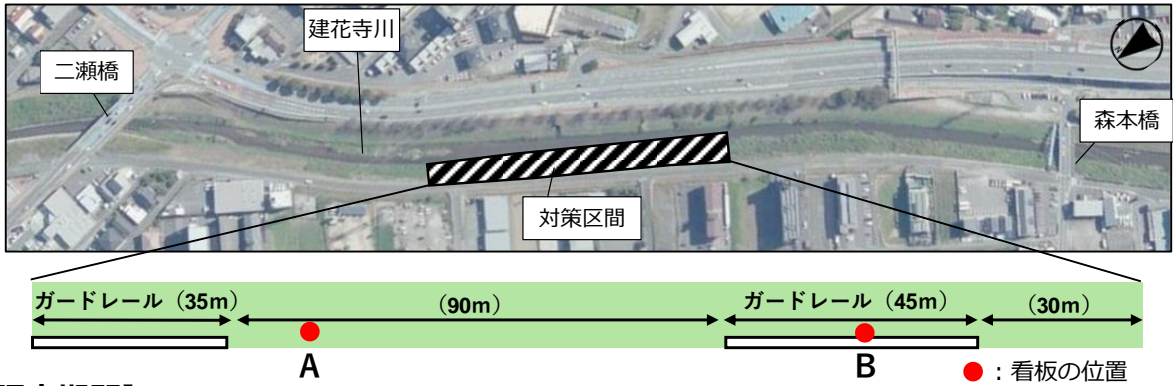 建花寺川
二瀬橋
森本橋
対策区間
ガードレール（35m）
（90m）
ガードレール（45m）
（30m）
A
B
●：看板の位置